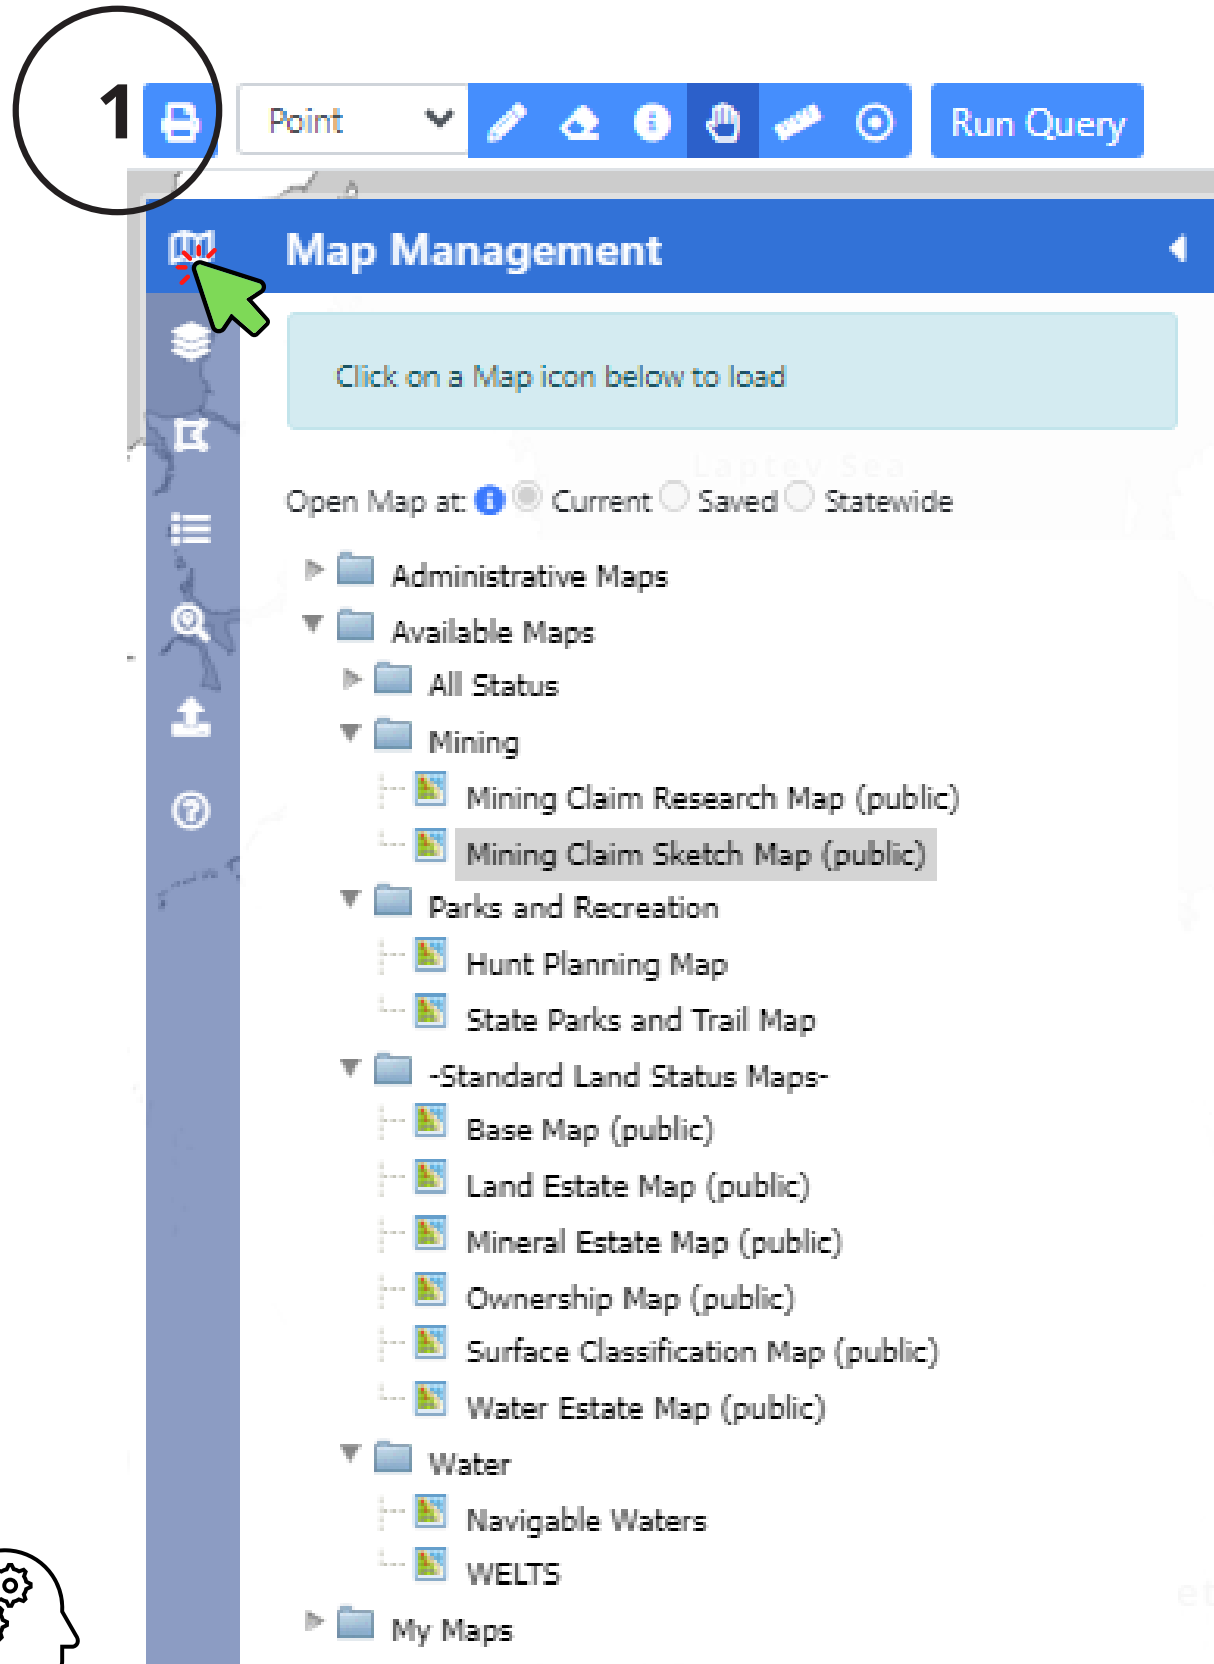 1
Point
Run Query
Map Management
Click on a Map icon below to load
Laptev Sea
Open Map at: Current Saved Statewide
Administrative Maps
Available Maps
All Status
Mining
Mining Claim Research Map (public)
Mining Claim Sketch Map (public)
Parks and Recreation
Hunt Planning Map
State Parks and Trail Map
-Standard Land Status Maps-
Base Map (public)
Land Estate Map (public)
Mineral Estate Map (public)
Ownership Map (public)
Surface Classification Map (public)
Water Estate Map (public)
Water
Navigable Waters
WELTS
My Maps